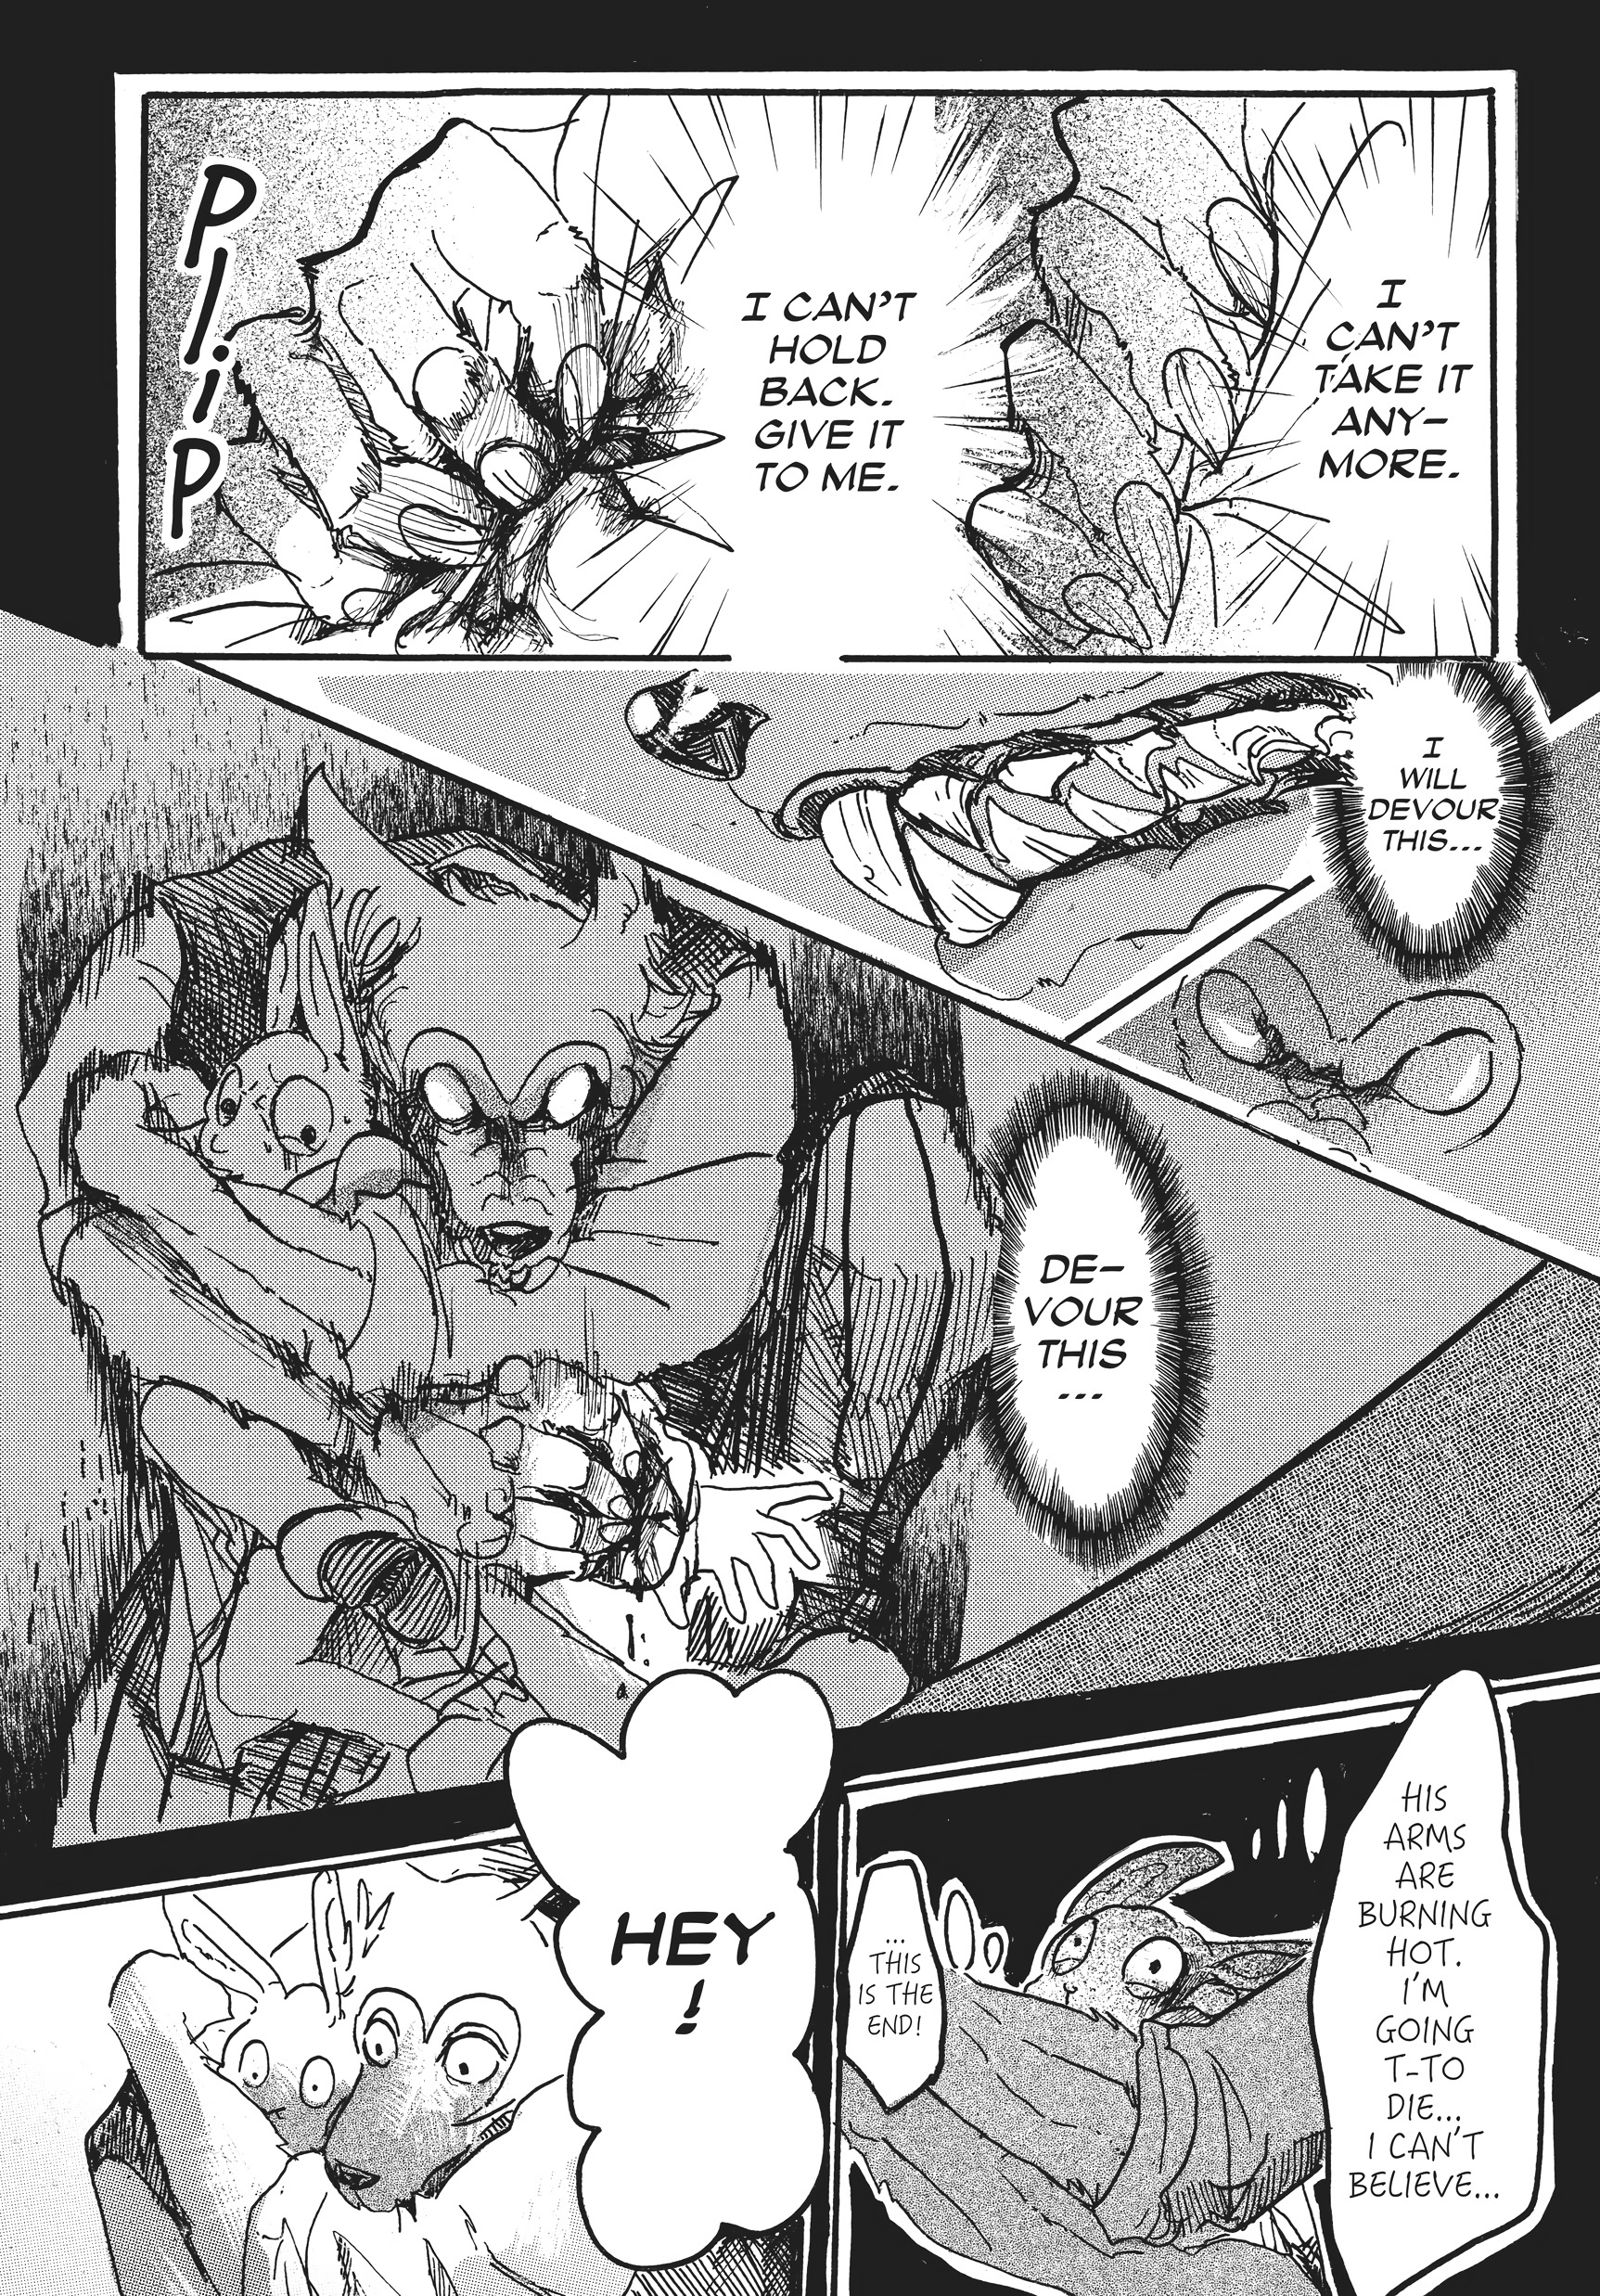 I
CAN'T
TAKE IT
ANY-
MORE.
I CAN'T
HOLD
BACK.
GIVE IT
TO ME.
Plip
I
WILL
DEVOUR
THIS...
DE-
VOUR
THIS
...
HIS
ARMS
ARE
BURNING
HOT.
I'M
GOING
T-TO
DIE...
I CAN'T
BELIEVE...
...
THIS
IS THE
END!
HEY
!